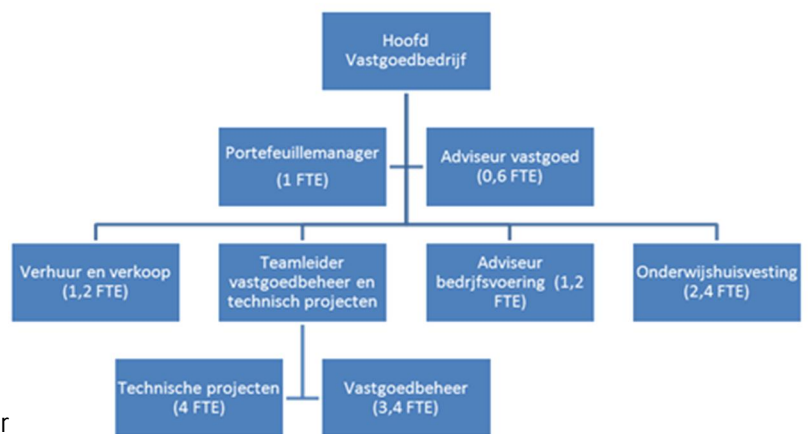 Hoofd
Vastgoedbedrijf
Portefeuillemanager
(1 FTE)
Adviseur vastgoed
(0,6 FTE)
Verhuur en verkoop
(1,2 FTE)
Teamleider
vastgoedbeheer en
technisch projecten
Adviseur
bedrjfsvoering (1,2
FTE)
Onderwijshuisvesting
(2,4 FTE)
Technische projecten
(4 FTE)
Vastgoedbeheer
(3,4 FTE)
r